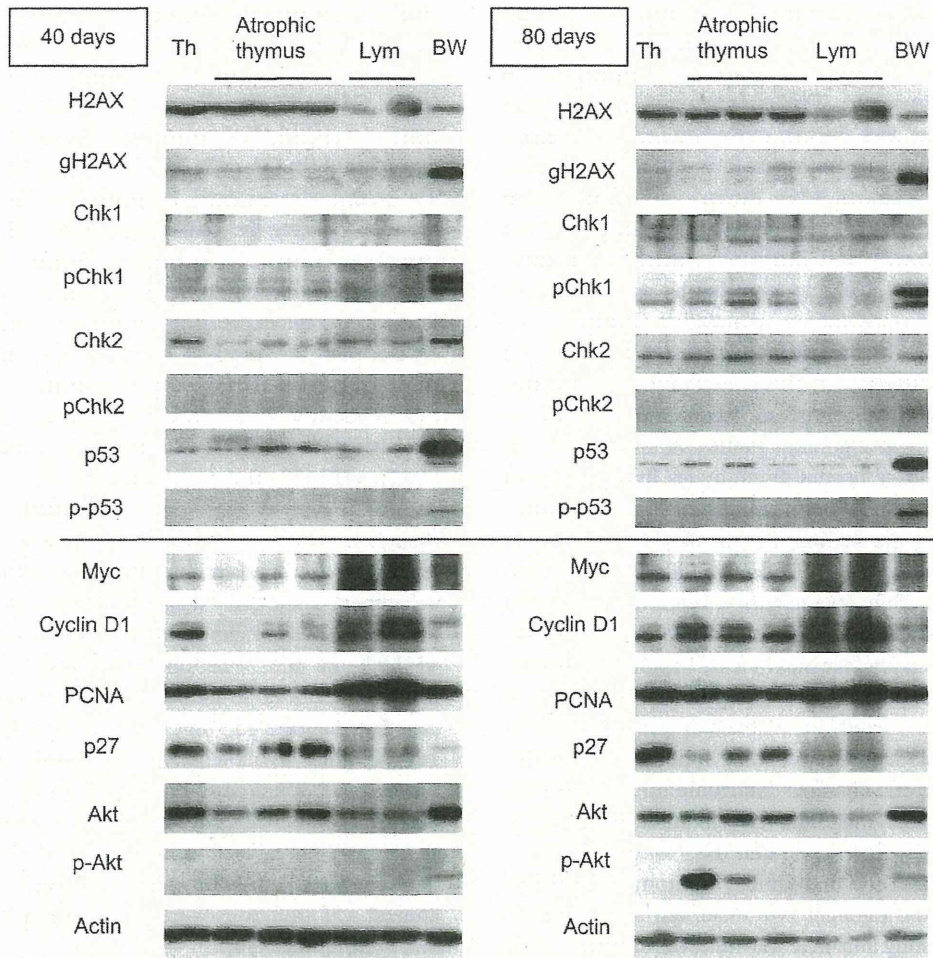 40 days
Th
Atrophic
thymus
Lym
BW
H2AX
gH2AX
Chk1
pChk1
Chk2
pChk2
p53
p-p53
Myc
Cyclin D1
PCNA
p27
Akt
p-Akt
Actin
80 days
Th
Atrophic
thymus
Lym
BW
H2AX
gH2AX
Chk1
pChk1
Chk2
pChk2
p53
p-p53
Myc
Cyclin D1
PCNA
p27
Akt
p-Akt
Actin